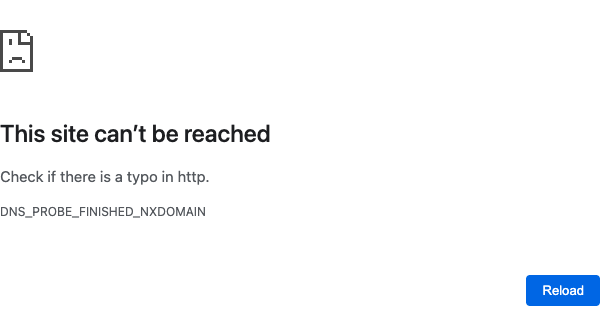 This site can’t be reached
Check if there is a typo in http.
DNS_PROBE_FINISHED_NXDOMAIN
Reload